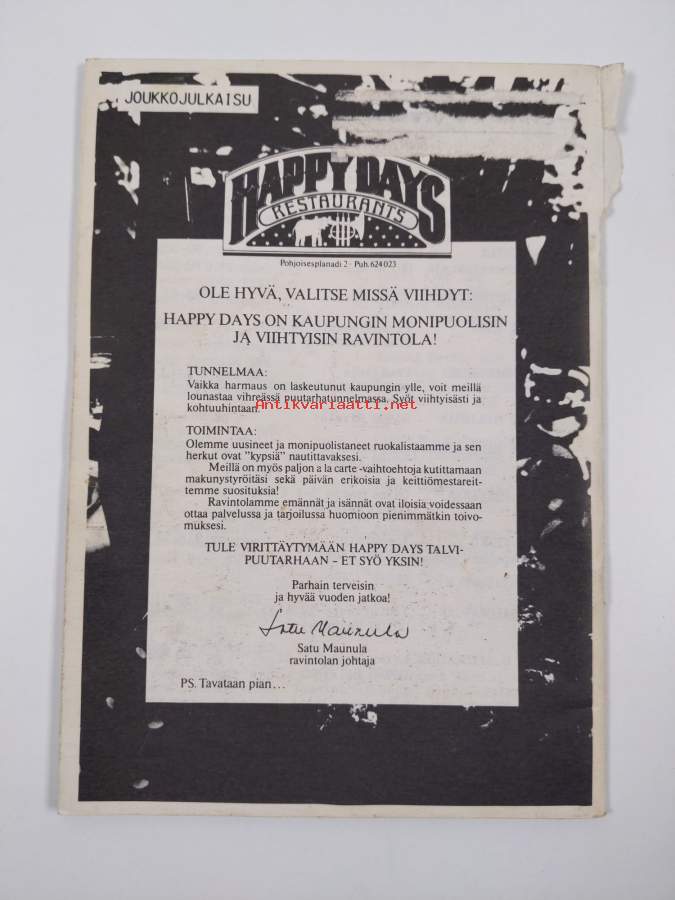 JOUKKOJULKAISU
HAPPY DAYS
RESTAURANTS
Pohjoisesplanadi 2 · Puh. 624 023
OLE HYVÄ, VALITSE MISSÄ VIIHDYT:
HAPPY DAYS ON KAUPUNGIN MONIPUOLISIN
JA VIIHTYISIN RAVINTOLA!
TUNNELMAA:
Vaikka harmaus on laskeutunut kaupungin ylle, voit meillä
lounastaa vihreässä puutarhatunnelmassa. Syöt viihtyisästi ja
kohtuuhintaan.
Antikvariaatti.net
TOIMINTAA:
Olemme uusineet ja monipuolistaneet ruokalistaamme ja sen
herkut ovat "kypsiä" nautittavaksesi.
Meillä on myös paljon a la carte -vaihtoehtoja kutittamaan
makunystyröitäsi sekä päivän erikoisia ja keittiömestareit-
temme suosituksia!
Ravintolamme emännät ja isännät ovat iloisia voidessaan
ottaa palvelussa ja tarjoilussa huomioon pienimmätkin toivo-
muksesi.
TULE VIRITTÄYTYMÄÄN HAPPY DAYS TALVI-
PUUTARHAAN – ET SYÖ YKSIN!
Parhain terveisin
ja hyvää vuoden jatkoa!
Satu Maunula
Satu Maunula
ravintolan johtaja
PS. Tavataan pian...